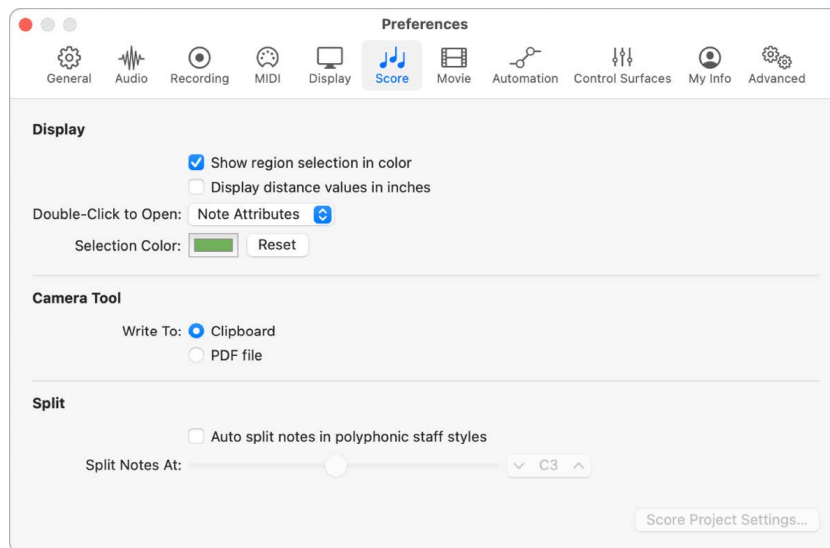 Preferences
General Audio Recording MIDI Display Score Movie Automation Control Surfaces My Info Advanced
Display
Show region selection in color
Display distance values in inches
Double-Click to Open: Note Attributes
Selection Color: Reset
Camera Tool
Write To: Clipboard
PDF file
Split
Auto split notes in polyphonic staff styles
Split Notes At: C3
Score Project Settings...